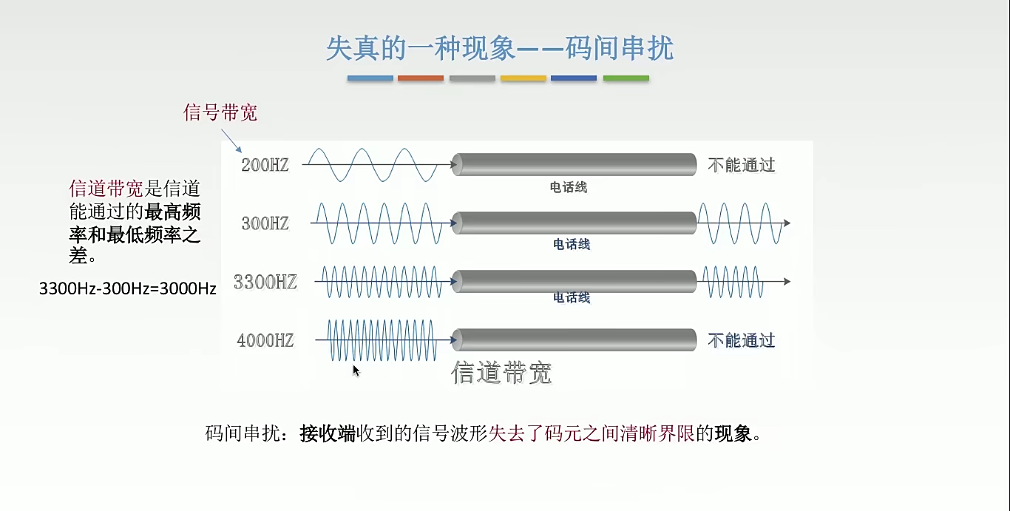 失真的一种现象——码间串扰
信号带宽
200HZ
不能通过
电话线
信道带宽是信道
能通过的最高频
率和最低频率之
差。
300HZ
电话线
3300Hz-300Hz=3000Hz
3300HZ
电话线
4000HZ
不能通过
信道带宽
码间串扰：接收端收到的信号波形失去了码元之间清晰界限的现象。